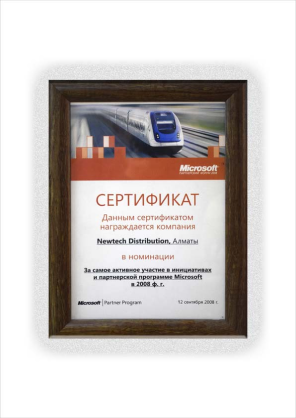 Microsoft
СЕРТИФИКАТ
Данным сертификатом
награждается компания
Newtech Distribution, Алматы
в номинации
За самое активное участие в инициативах
и партнерской программе Microsoft
в 2008 ф. г.
Microsoft | Partner Program 12 сентября 2008 г.